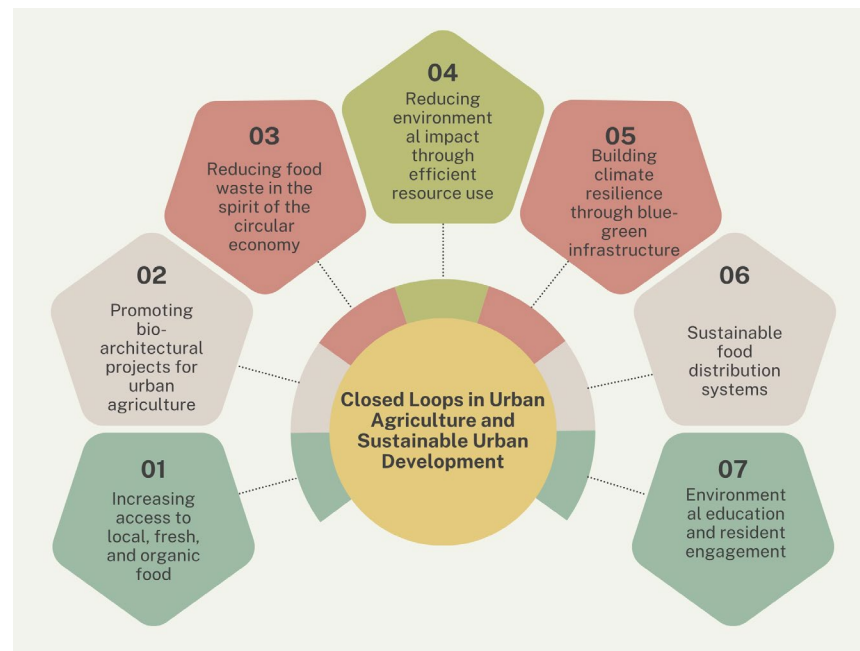 04
Reducing
environment
al impact
through
efficient
resource use
03
Reducing food
waste in the
spirit of the
circular
economy
05
Building
climate
resilience
through blue-
green
infrastructure
02
Promoting
bio-
architectural
projects for
urban
agriculture
06
Sustainable
food
distribution
systems
Closed Loops in Urban
Agriculture and
Sustainable Urban
Development
01
Increasing
access to
local, fresh,
and organic
food
07
Environment
al education
and resident
engagement